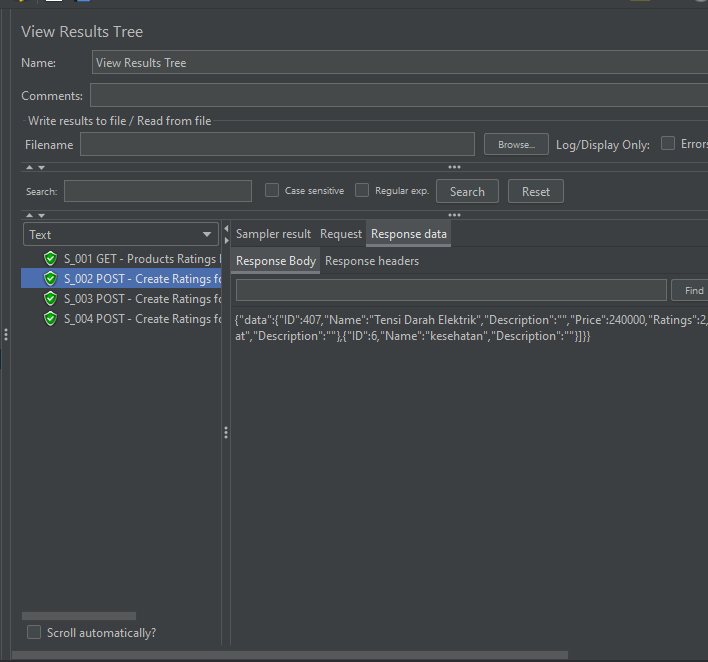 View Results Tree
Name: View Results Tree
Comments:
Write results to file / Read from file
Filename Browse... Log/Display Only: Errors
Search: Case sensitive Regular exp. Search Reset
Text
Sampler result Request Response data
S_001 GET - Products Ratings
Response Body Response headers
S_002 POST - Create Ratings fo
Find
S_003 POST - Create Ratings fo
S_004 POST - Create Ratings fo
{"data":{"ID":407,"Name":"Tensi Darah Elektrik","Description":"","Price":240000,"Ratings":2,
at","Description":""},{"ID":6,"Name":"kesehatan","Description":""}]}}
Scroll automatically?